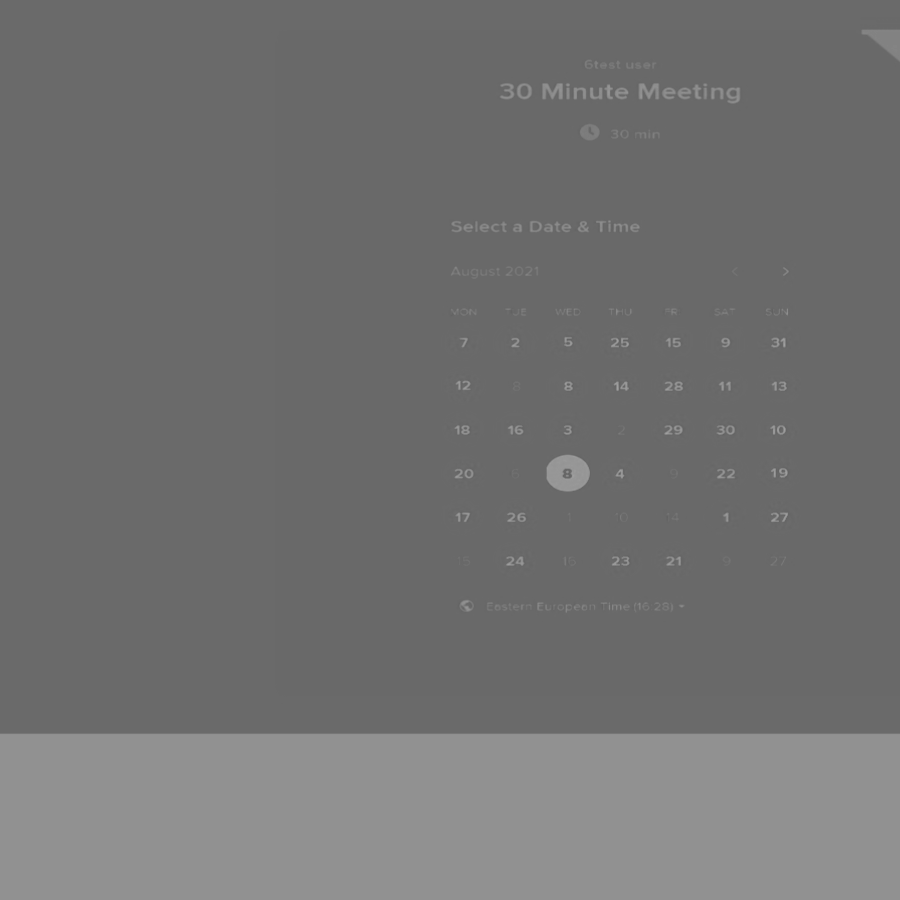 6test user
30 Minute Meeting
30 min
Select a Date & Time
August 2021
MON TUE WED THU FRI SAT SUN
7 2 5 25 15 9 31
12 8 8 14 28 11 13
18 16 3 2 29 30 10
20 6 8 4 9 22 19
17 26 1 10 14 1 27
15 24 15 23 21 9 27
Eastern European Time (16:28)